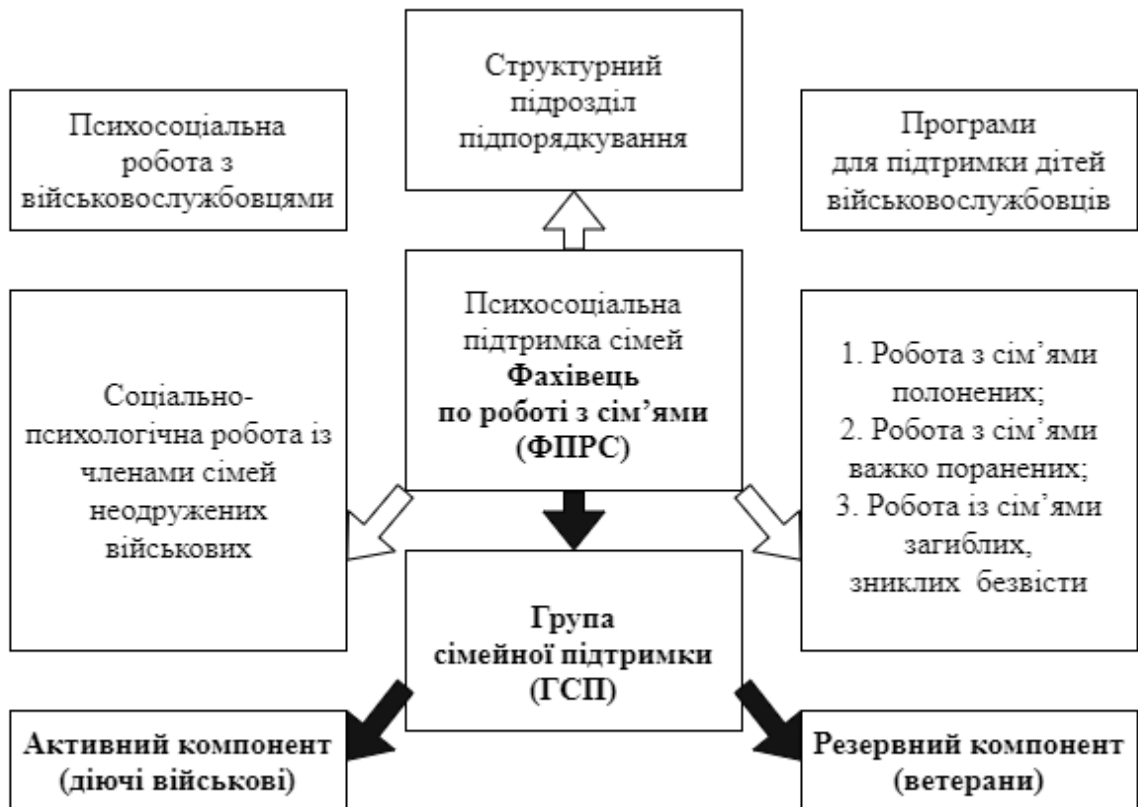 Структурний
підрозділ
підпорядкування
Психосоціальна
робота з
військовослужбовцями
Програми
для підтримки дітей
військовослужбовців
Психосоціальна
підтримка сімей
Фахівець
по роботі з сім’ями
(ФПРС)
Соціально-
психологічна робота із
членами сімей
неодружених
військових
1. Робота з сім’ями
полонених;
2. Робота з сім’ями
важко поранених;
3. Робота із сім’ями
загиблих,
зниклих безвісти
Група
сімейної підтримки
(ГСП)
Активний компонент
(діючі військові)
Резервний компонент
(ветерани)